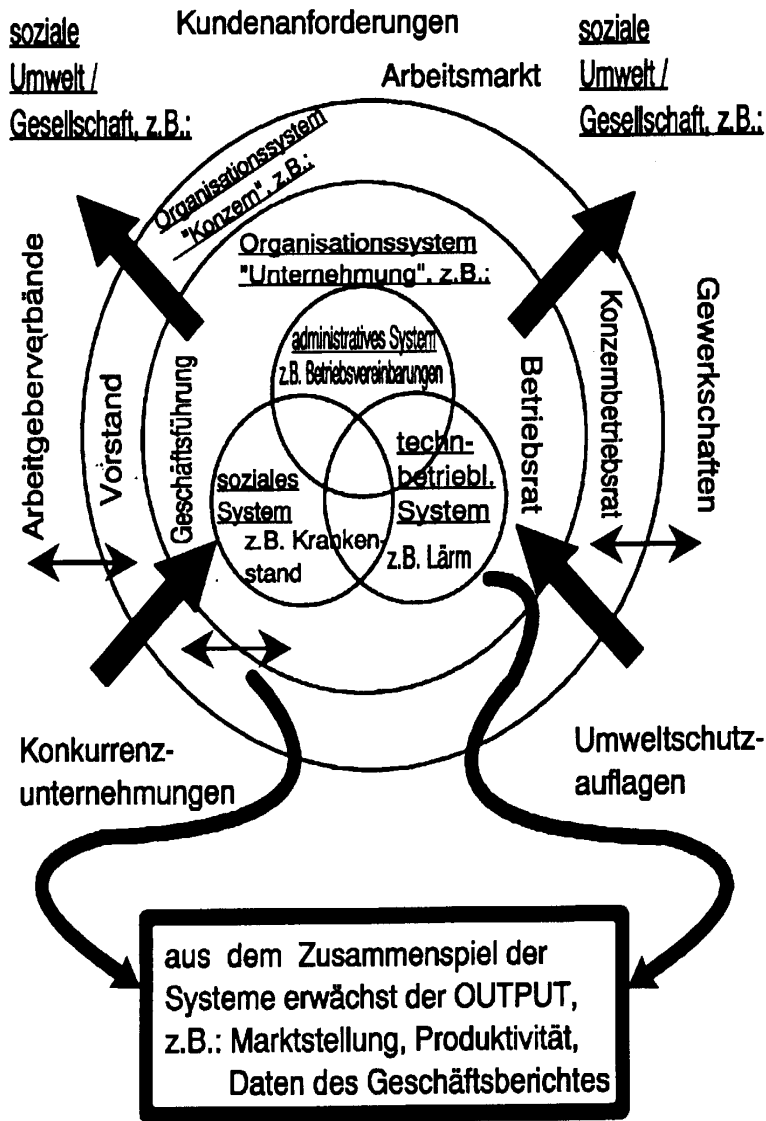 soziale
Umwelt /
Gesellschaft, z.B.:
Kundenanforderungen
Arbeitsmarkt
soziale
Umwelt /
Gesellschaft, z.B.:
Organisationssystem
"Konzern", z.B.:
Organisationssystem
"Unternehmung", z.B.:
administratives System
z.B. Betriebsvereinbarungen
soziales
System
z.B. Kranken-
stand
techn-
betriebl.
System
z.B. Lärm
Arbeitgeberverbände
Vorstand
Geschäftsführung
Betriebsrat
Konzernbetriebsrat
Gewerkschaften
Konkurrenz-
unternehmungen
Umweltschutz-
auflagen
aus dem Zusammenspiel der
Systeme erwächst der OUTPUT,
z.B.: Marktstellung, Produktivität,
Daten des Geschäftsberichtes